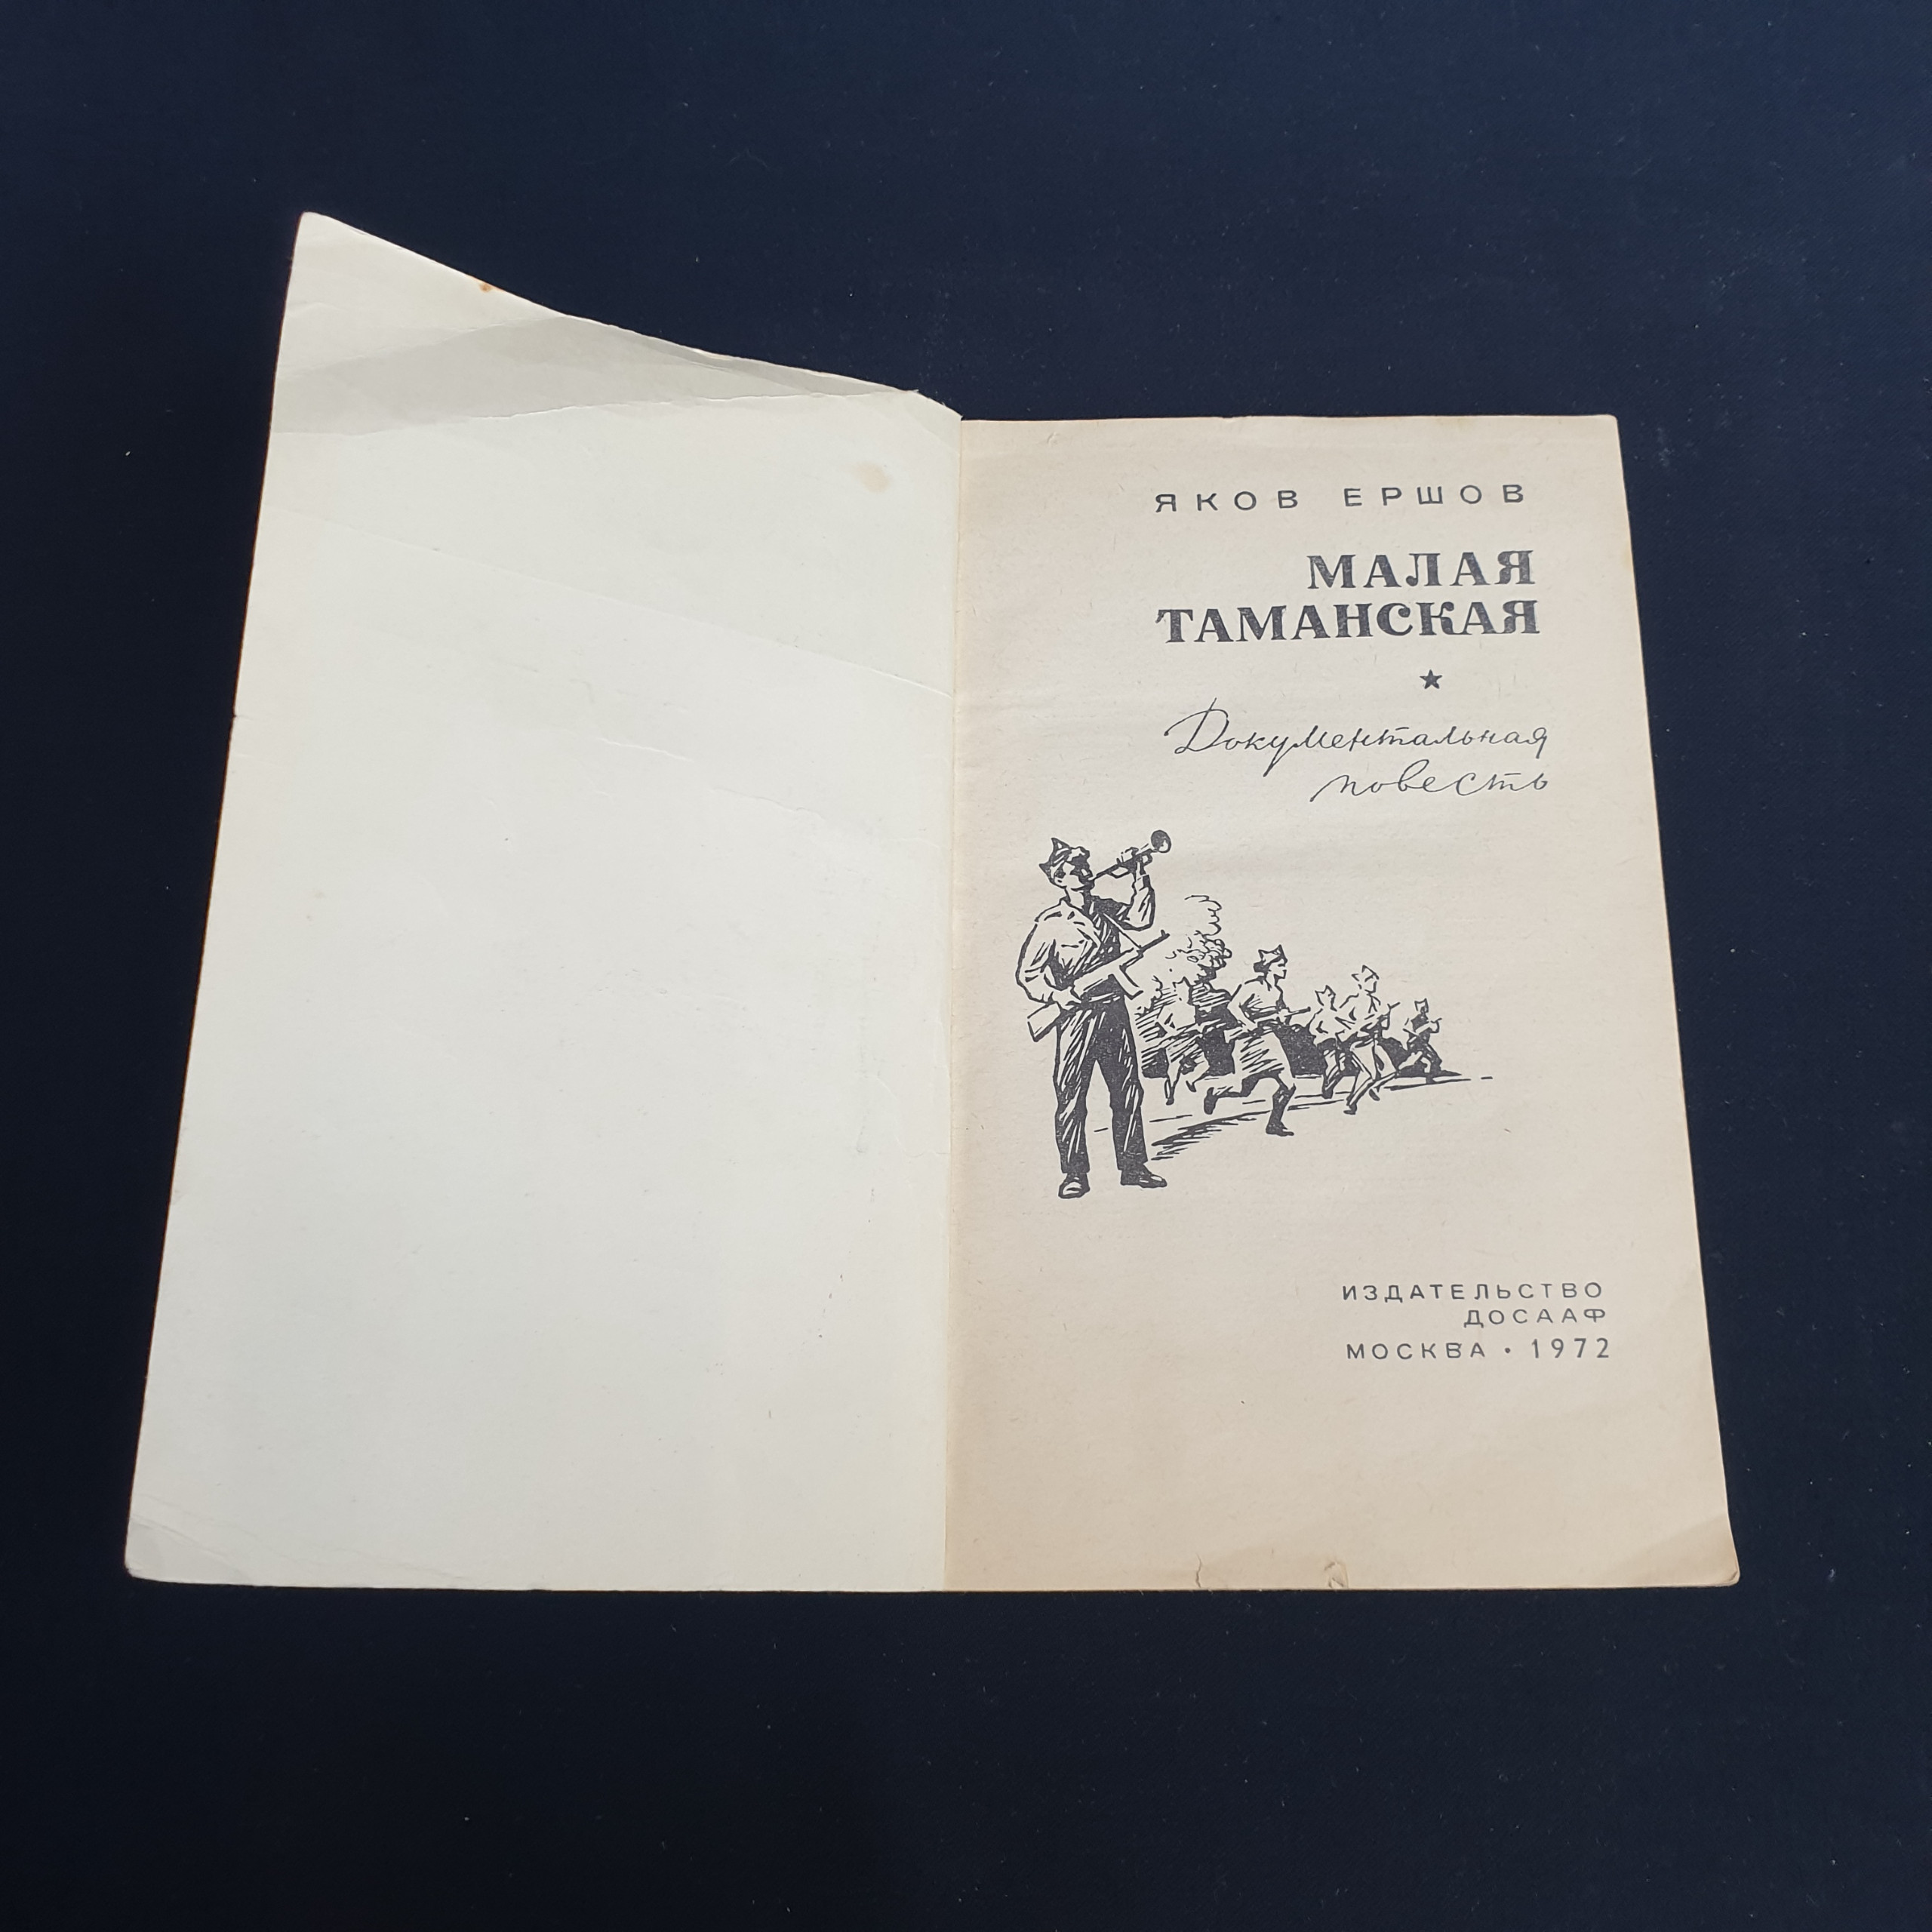 ЯКОВ ЕРШОВ
МАЛАЯ
ТАМАНСКАЯ
Документальная
повесть
ИЗДАТЕЛЬСТВО
ДОСААФ
МОСКВА • 1972